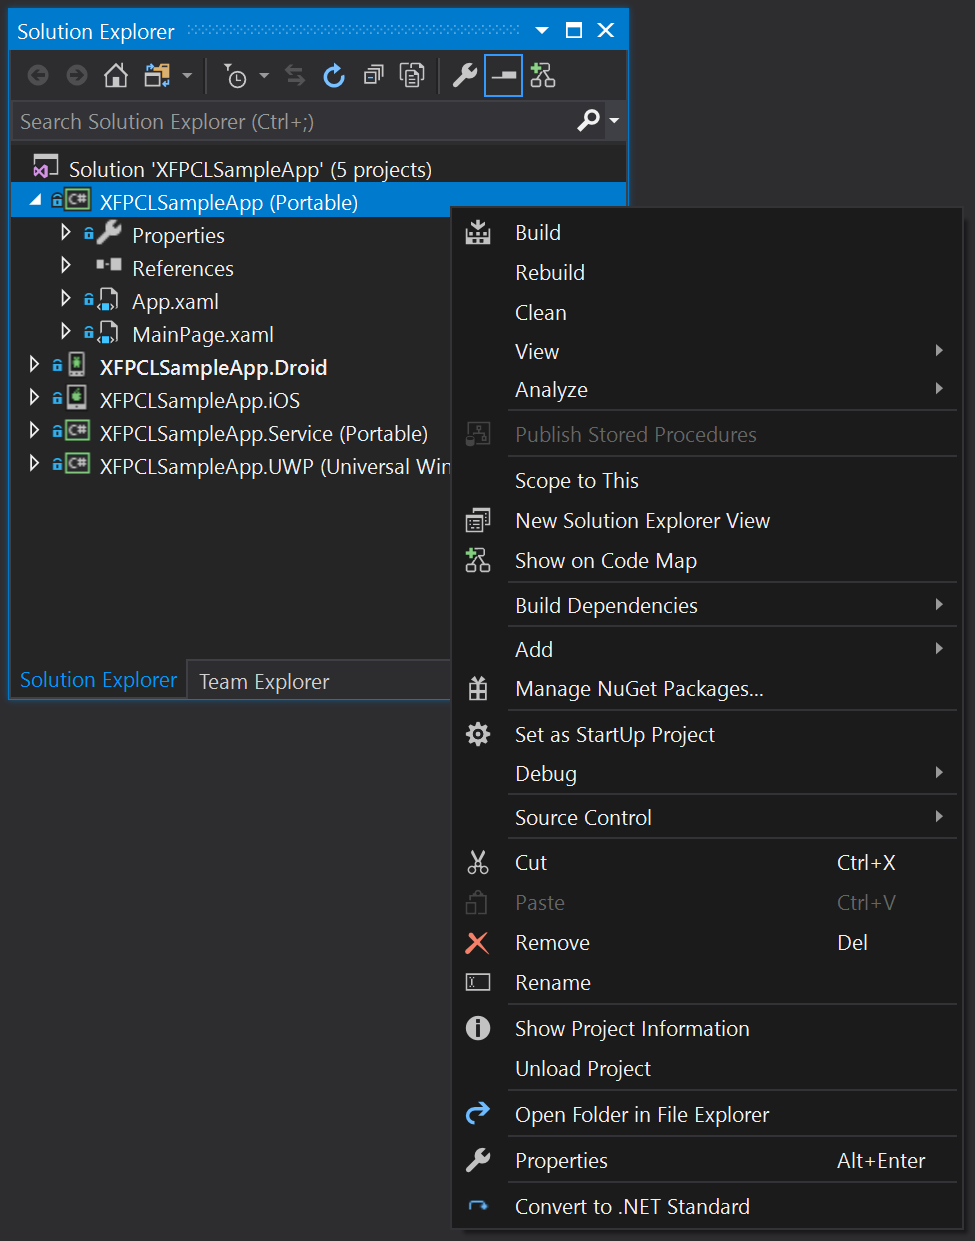 Solution Explorer
Search Solution Explorer (Ctrl+;)
Solution 'XFPCLSampleApp' (5 projects)
C# XFPCLSampleApp (Portable)
Properties
References
App.xaml
MainPage.xaml
XFPCLSampleApp.Droid
XFPCLSampleApp.iOS
C# XFPCLSampleApp.Service (Portable)
C# XFPCLSampleApp.UWP (Universal Win
Solution Explorer Team Explorer
Build
Rebuild
Clean
View
Analyze
Publish Stored Procedures
Scope to This
New Solution Explorer View
Show on Code Map
Build Dependencies
Add
Manage NuGet Packages...
Set as StartUp Project
Debug
Source Control
Cut Ctrl+X
Paste Ctrl+V
Remove Del
Rename
Show Project Information
Unload Project
Open Folder in File Explorer
Properties Alt+Enter
Convert to .NET Standard